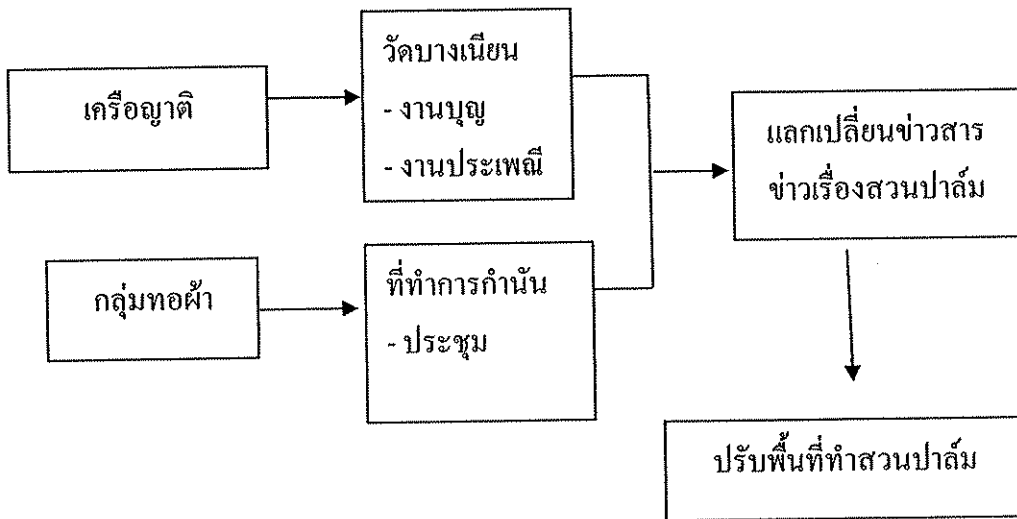 เครือญาติ
วัดบางเนียน
- งานบุญ
- งานประเพณี
แลกเปลี่ยนข่าวสาร
ข่าวเรื่องสวนปาล์ม
กลุ่มทอผ้า
ที่ทำการกำนัน
- ประชุม
ปรับพื้นที่ทำสวนปาล์ม